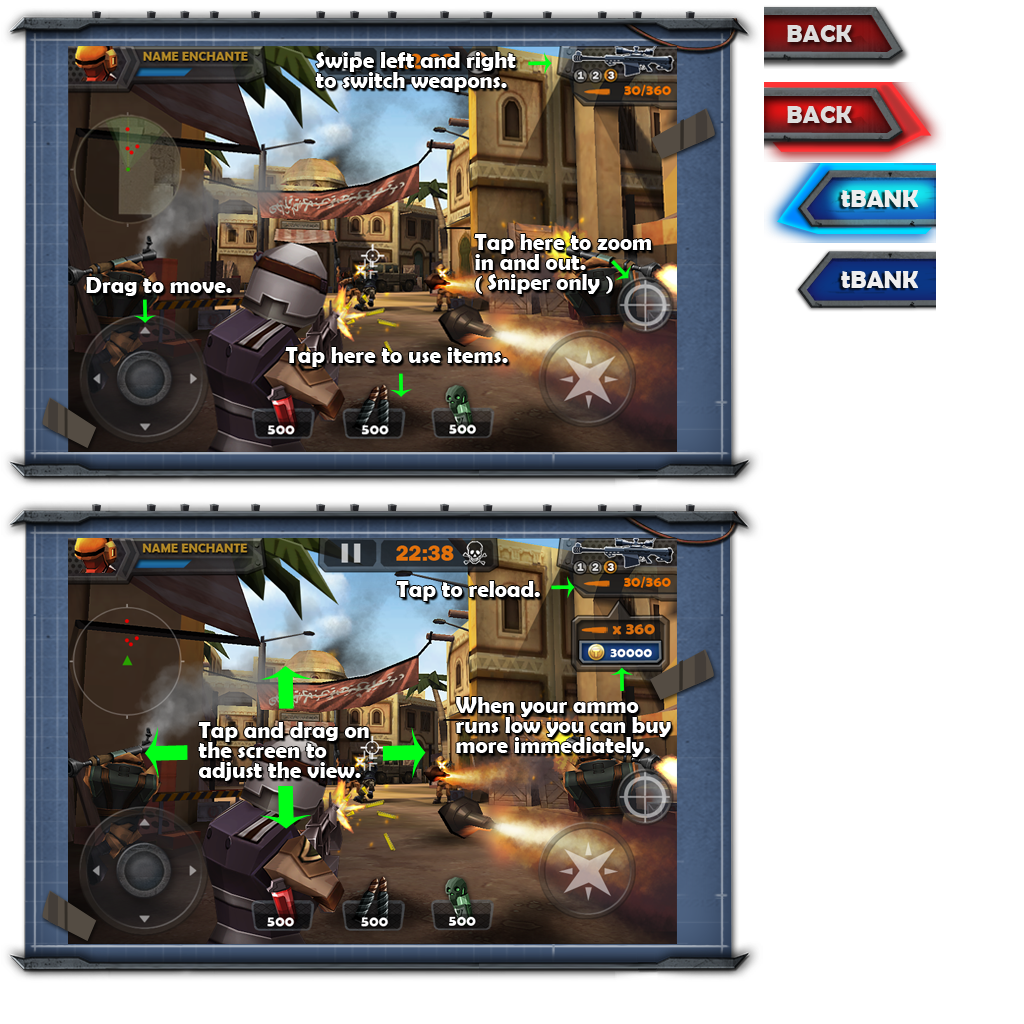 NAME ENCHANTE
Swipe left and right
to switch weapons.
1 2 3
30/360
Tap here to zoom
in and out.
( Sniper only )
Drag to move.
Tap here to use items.
500
500
500
BACK
BACK
tBANK
tBANK
NAME ENCHANTE
22:38
1 2 3
30/360
Tap to reload.
x 360
30000
When your ammo
runs low you can buy
more immediately.
Tap and drag on
the screen to
adjust the view.
500
500
500